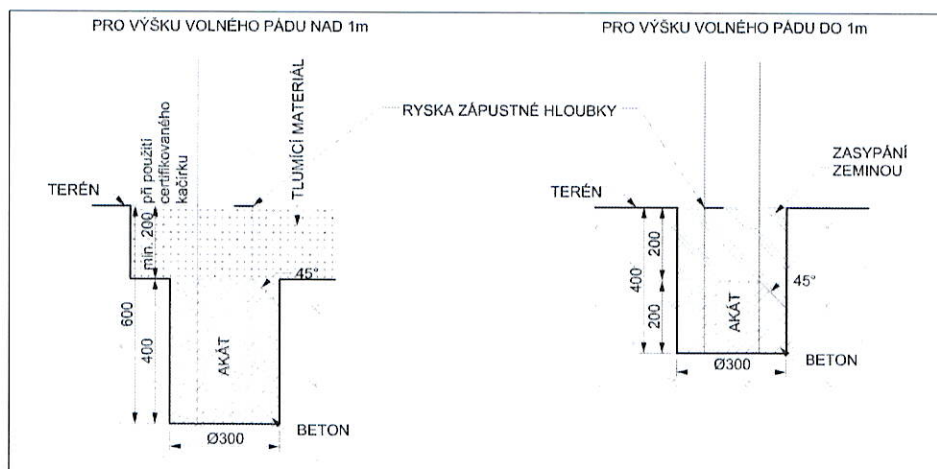 PRO VÝŠKU VOLNÉHO PÁDU NAD 1m
PRO VÝŠKU VOLNÉHO PÁDU DO 1m
TERÉN
při použití
certifikovaného
kačírku
TLUMÍCÍ MATERIÁL
RYSKA ZÁPUSTNÉ HLOUBKY
min. 200
600
400
45°
AKÁT
Ø300
BETON
TERÉN
ZASYPÁNÍ
ZEMINOU
400
200
200
45°
AKÁT
Ø300
BETON